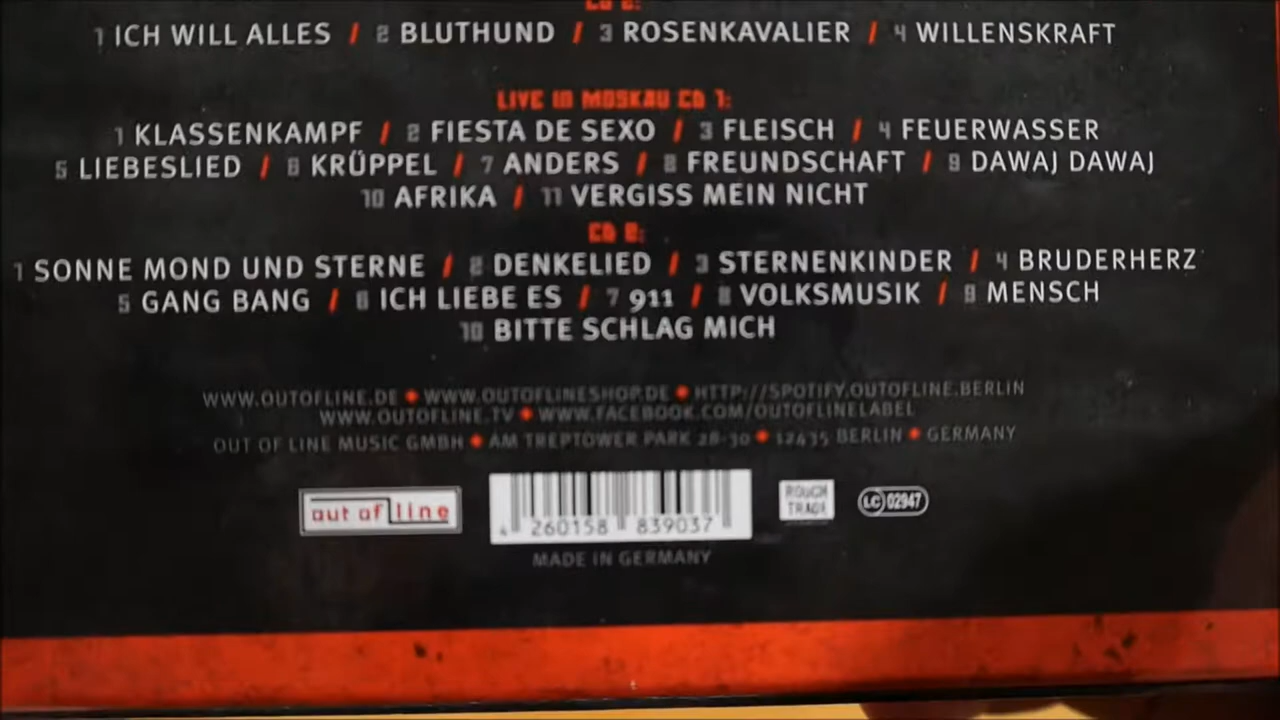 CD 2:
1 ICH WILL ALLES / 2 BLUTHUND / 3 ROSENKAVALIER / 4 WILLENSKRAFT
LIVE IN MOSKAU CD 1:
1 KLASSENKAMPF / 2 FIESTA DE SEXO / 3 FLEISCH / 4 FEUERWASSER
5 LIEBESLIED / 6 KRÜPPEL / 7 ANDERS / 8 FREUNDSCHAFT / 9 DAWAJ DAWAJ
10 AFRIKA / 11 VERGISS MEIN NICHT
CD 2:
1 SONNE MOND UND STERNE / 2 DENKELIED / 3 STERNENKINDER / 4 BRUDERHERZ
5 GANG BANG / 6 ICH LIEBE ES / 7 911 / 8 VOLKSMUSIK / 9 MENSCH
10 BITTE SCHLAG MICH
WWW.OUTOFLINE.DE • WWW.OUTOFLINESHOP.DE • HTTP://SPOTIFY.OUTOFLINE.BERLIN
WWW.OUTOFLINE.TV • WWW.FACEBOOK.COM/OUTOFLINELABEL
OUT OF LINE MUSIC GMBH • AM TREPTOWER PARK 28-30 • 12435 BERLIN • GERMANY
out of line
4 260158 839037
ROUGH TRADE
LC 02947
MADE IN GERMANY